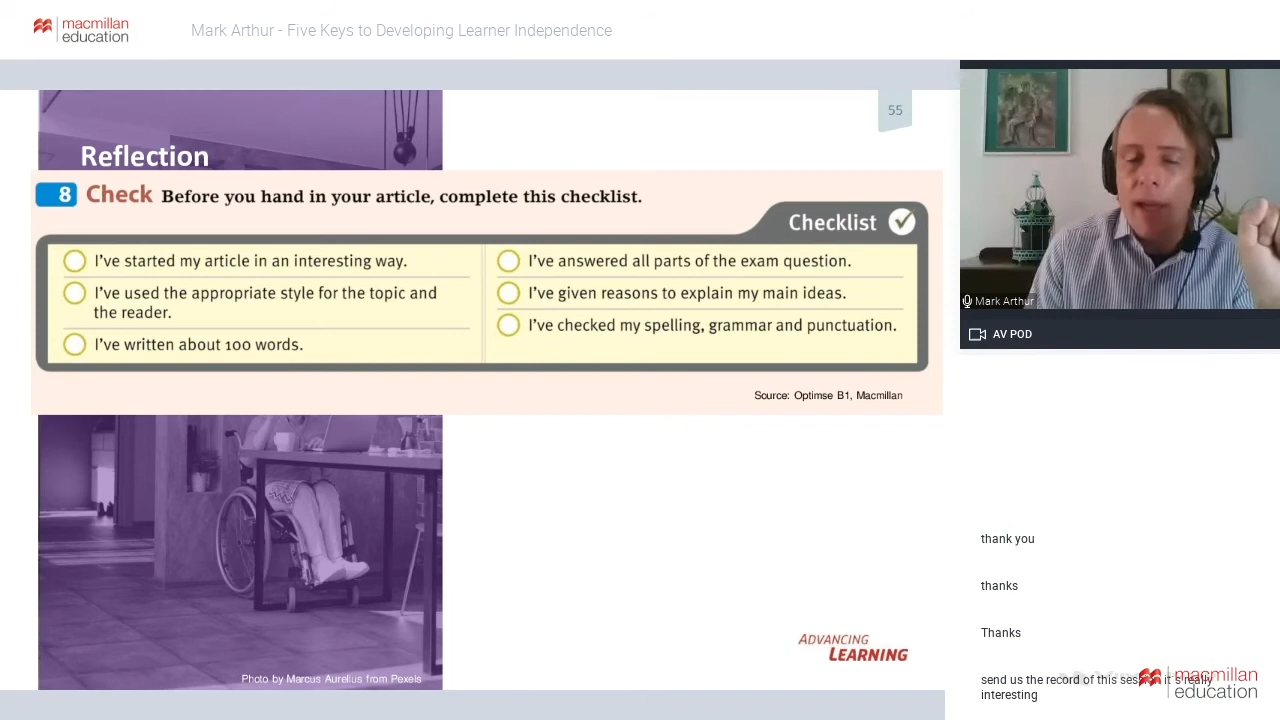 macmillan
education
Mark Arthur - Five Keys to Developing Learner Independence
55
Reflection
8 Check Before you hand in your article, complete this checklist.
Checklist
I've started my article in an interesting way.
I've used the appropriate style for the topic and
the reader.
I've written about 100 words.
I've answered all parts of the exam question.
I've given reasons to explain my main ideas.
I've checked my spelling, grammar and punctuation.
Source: Optimse B1, Macmillan
Photo by Marcus Aurelius from Pexels
ADVANCING
LEARNING
Mark Arthur
AV POD
thank you
thanks
Thanks
send us the record of this session it's really
interesting
macmillan
education